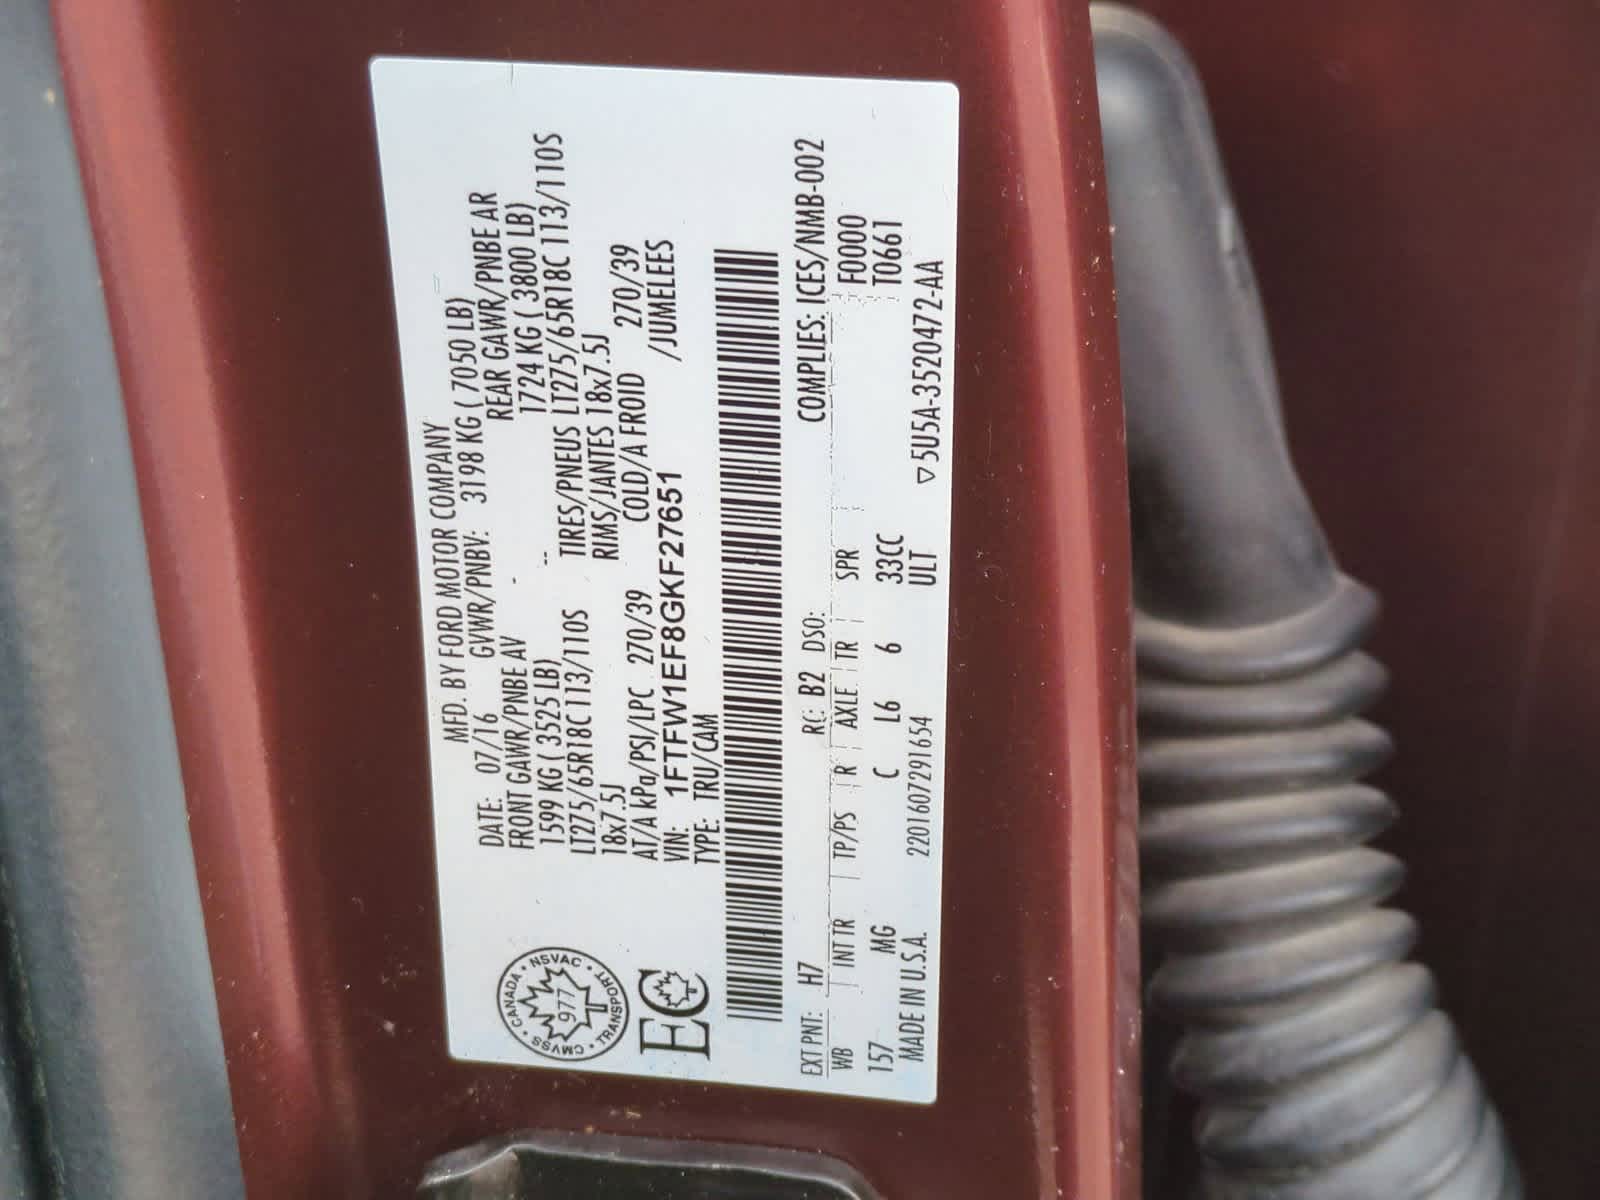 MFD. BY FORD MOTOR COMPANY
DATE: 07/16 GVWR/PNBV: 3198 KG ( 7050 LB)
FRONT GAWR/PNBE AV REAR GAWR/PNBE AR
1599 KG ( 3525 LB) 1724 KG ( 3800 LB)
LT275/65R18C 113/110S TIRES/PNEUS LT275/65R18C 113/110S
18x7.5J RIMS/JANTES 18x7.5J
AT/A kPa/PSI/LPC 270/39 COLD/A FROID 270/39
VIN: 1FTFW1EF8GKF27651 /JUMELEES
TYPE: TRU/CAM
CANADA • NSVAC • TRANSPORT • CMVSS •
977
EC
COMPLIES: ICES/NMB-002
EXT PNT: H7 RC: B2 DSO: F0000
WB INT TR TP/PS R AXLE TR SPR T0661
157 MG C L6 6 33CC
ULT
MADE IN U.S.A. 2201607291654 ▽5U5A-3520472-AA